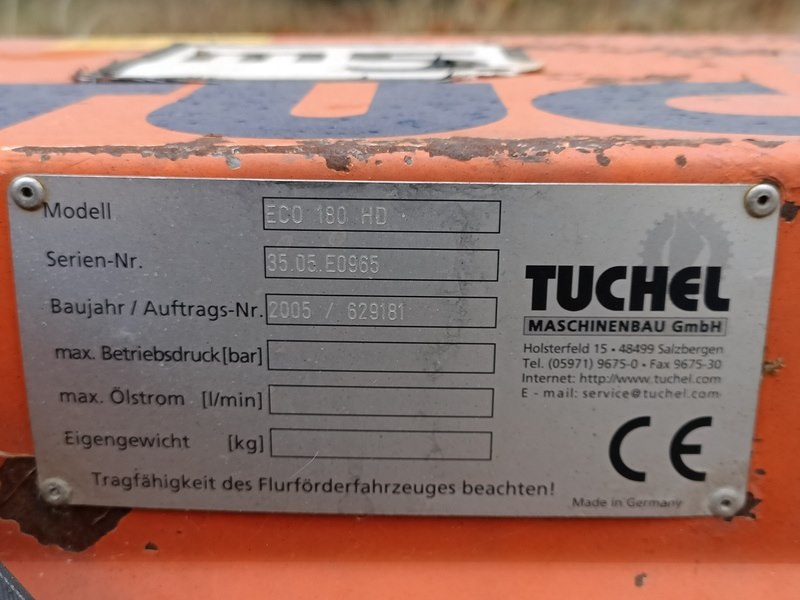 Modell ECO 180 HD
Serien-Nr. 35.05.E0965
Baujahr / Auftrags-Nr. 2005 / 629181
max. Betriebsdruck [bar]
max. Ölstrom [l/min]
Eigengewicht [kg]
Tragfähigkeit des Flurförderfahrzeuges beachten!
TUCHEL
MASCHINENBAU GmbH
Holsterfeld 15 • 48499 Salzbergen
Tel. (05971) 9675-0 • Fax 9675-30
Internet: http://www.tuchel.com
E - mail: service@tuchel.com
CE
Made in Germany